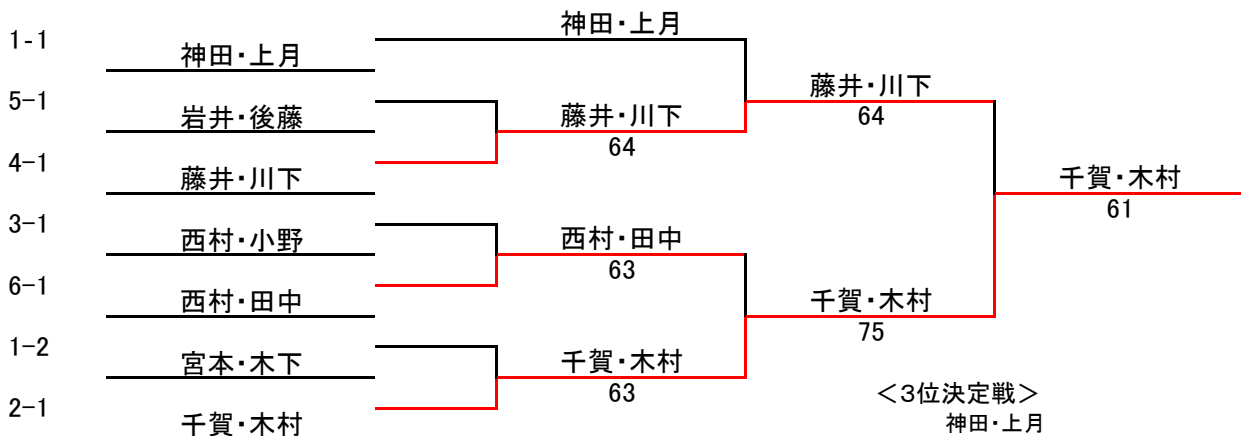 1-1
神田・上月
神田・上月
5-1
岩井・後藤
藤井・川下
64
藤井・川下
64
4-1
藤井・川下
千賀・木村
61
3-1
西村・小野
西村・田中
63
6-1
西村・田中
千賀・木村
75
1-2
宮本・木下
千賀・木村
63
2-1
千賀・木村
＜3位決定戦＞
神田・上月